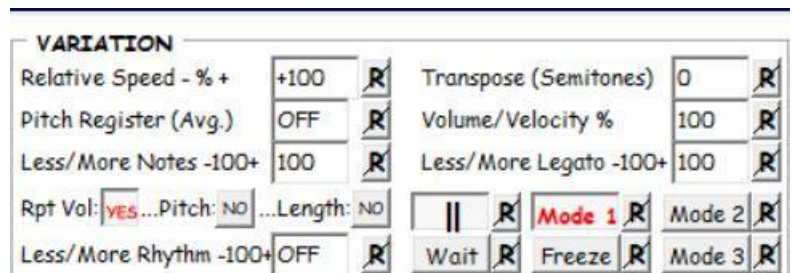 VARIATION
Relative Speed - % + +100 R Transpose (Semitones) 0 R
Pitch Register (Avg.) OFF R Volume/Velocity % 100 R
Less/More Notes -100+ 100 R Less/More Legato -100+ 100 R
Rpt Vol: YES ...Pitch: NO ...Length: NO || R Mode 1 R Mode 2 R
Less/More Rhythm -100+ OFF R Wait R Freeze R Mode 3 R